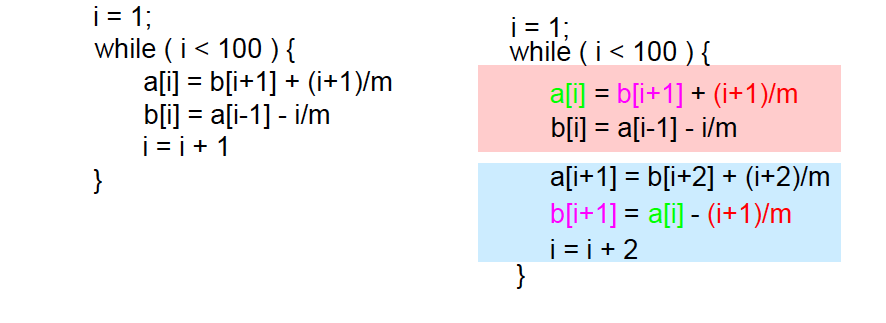 i = 1;
while ( i < 100 ) {
a[i] = b[i+1] + (i+1)/m
b[i] = a[i-1] - i/m
i = i + 1
}
i = 1;
while ( i < 100 ) {
a[i] = b[i+1] + (i+1)/m
b[i] = a[i-1] - i/m
a[i+1] = b[i+2] + (i+2)/m
b[i+1] = a[i] - (i+1)/m
i = i + 2
}